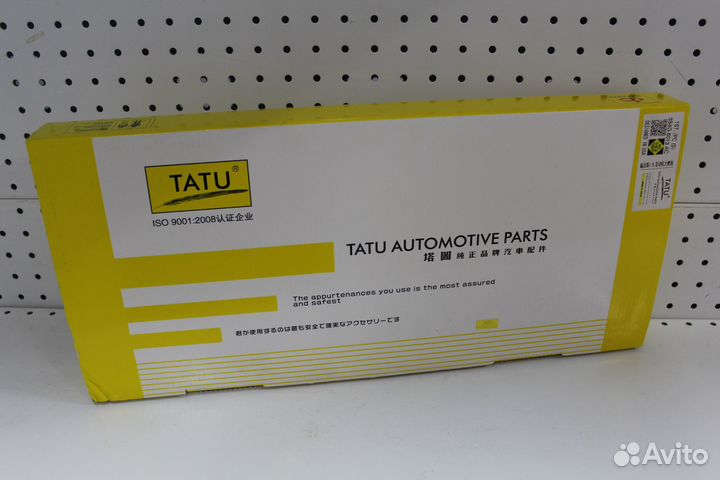 TATU®
ISO 9001:2008认证企业
TATU AUTOMOTIVE PARTS
塔圖 純正品牌汽車配件
The appurtenances you use is the most assured
and safest
君が使用するのは最も安全で確実なアクセサリーです
TATU
Avito